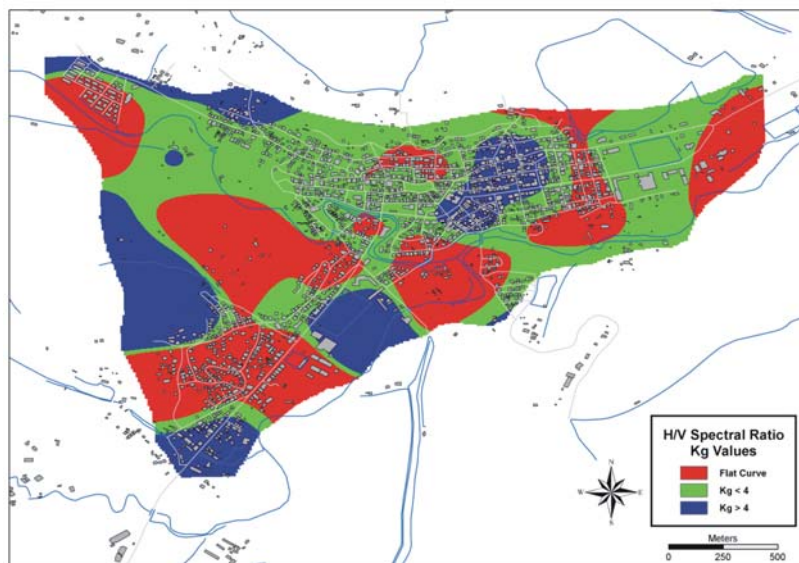 H/V Spectral Ratio
Kg Values
Flat Curve
Kg < 4
Kg > 4
N
W E
S
Meters
0 250 500